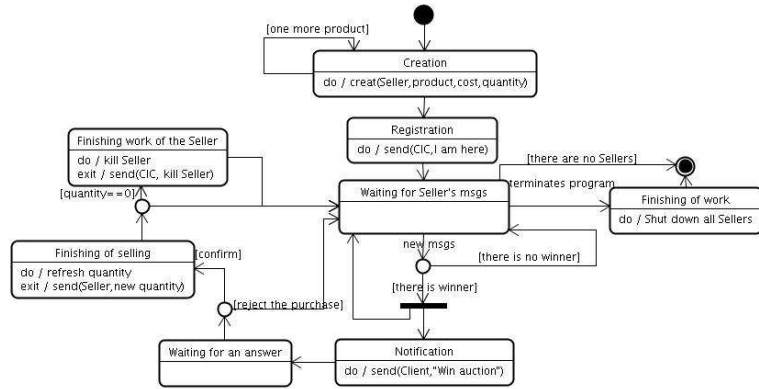 [one more product]
Creation
do / creat(Seller,product,cost,quantity)
Registration
do / send(CIC,I am here)
Finishing work of the Seller
do / kill Seller
exit / send(CIC, kill Seller)
[there are no Sellers]
Waiting for Seller's msgs
terminates program
[quantity==0]
Finishing of work
do / Shut down all Sellers
Finishing of selling
do / refresh quantity
exit / send(Seller,new quantity)
[confirm]
new msgs
[there is no winner]
[there is winner]
[reject the purchase]
Waiting for an answer
Notification
do / send(Client,"Win auction")